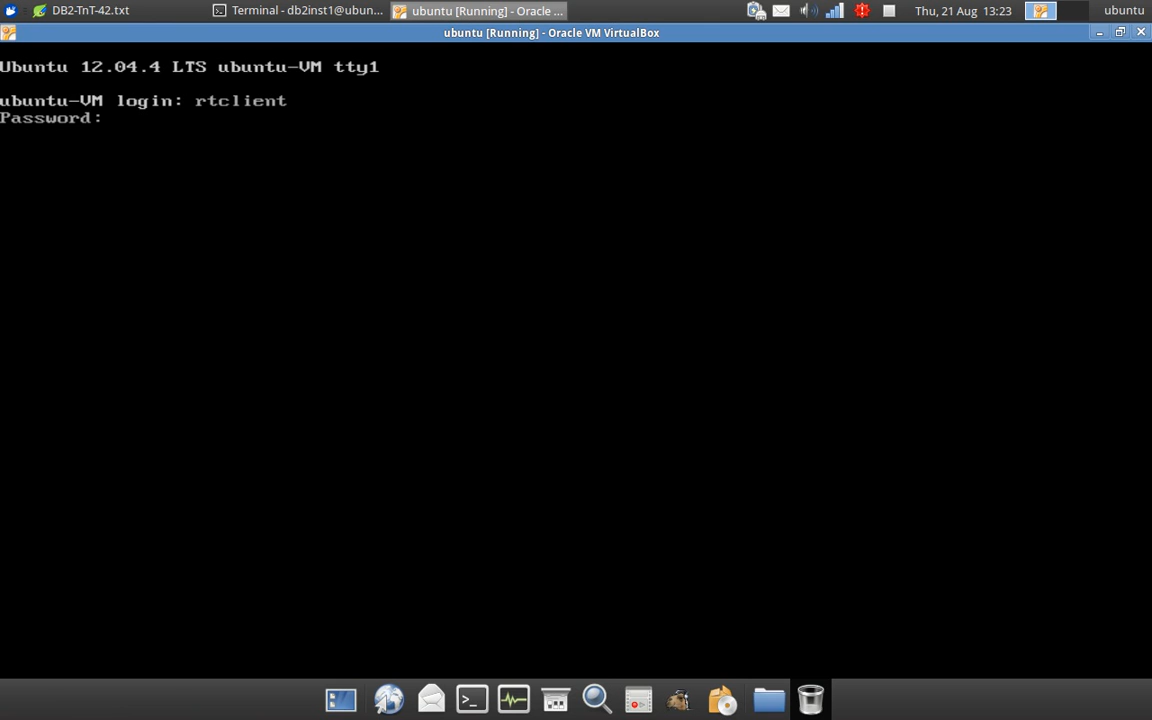 DB2-TnT-42.txt
Terminal - db2inst1@ubun...
ubuntu [Running] - Oracle ...
Thu, 21 Aug 13:23
ubuntu
ubuntu [Running] - Oracle VM VirtualBox
Ubuntu 12.04.4 LTS ubuntu-VM tty1
ubuntu-VM login: rtclient
Password: